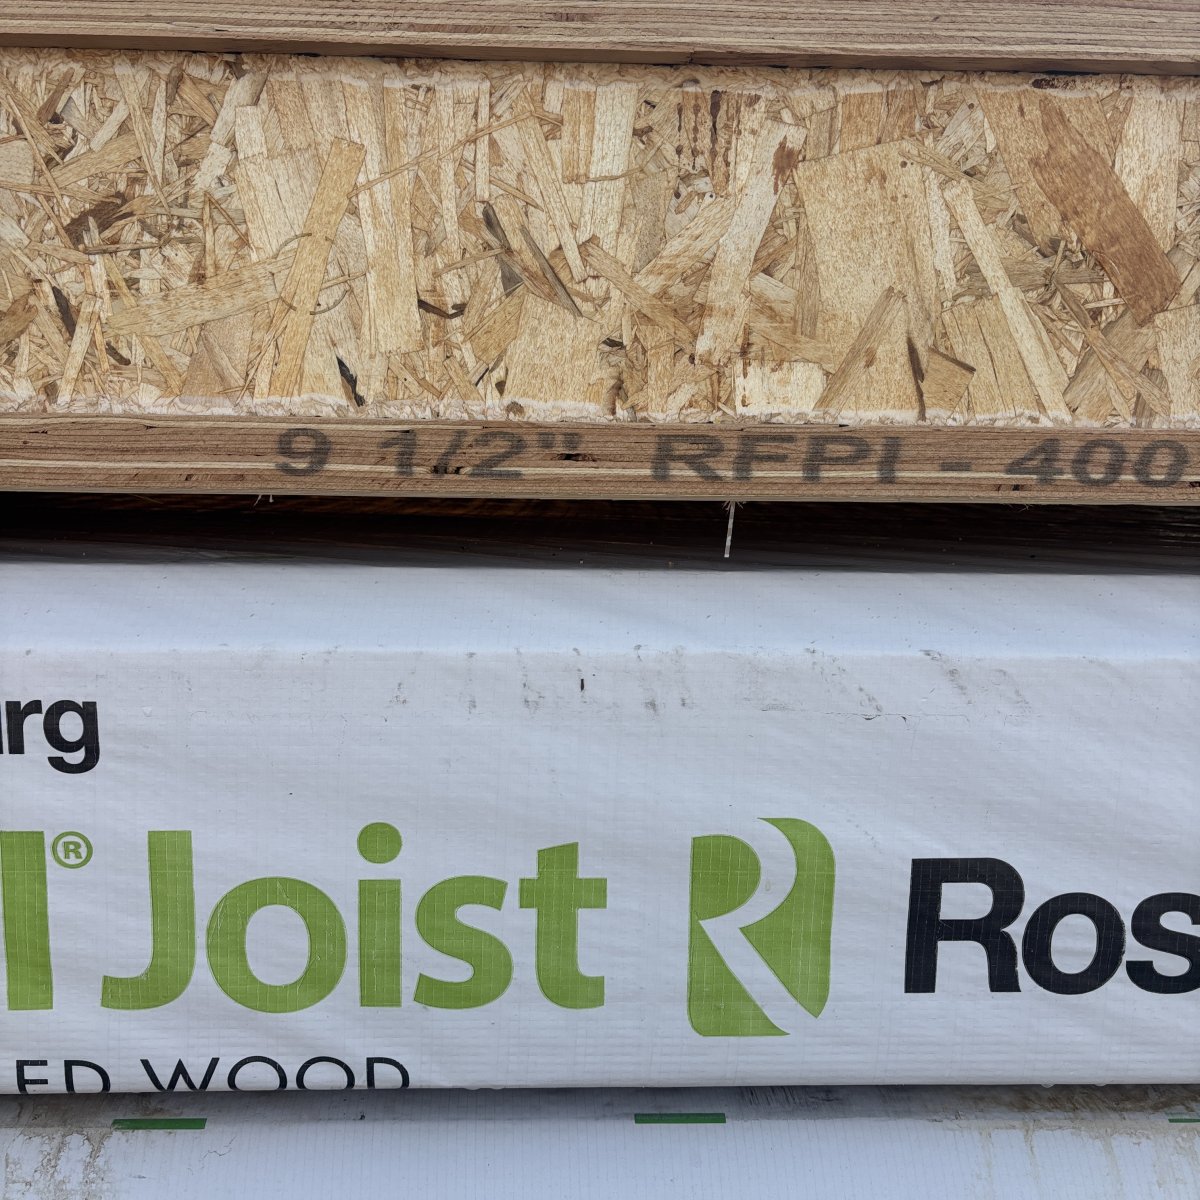 9 1/2" RFPI - 400
rg
® Joist R Ros
ED WOOD